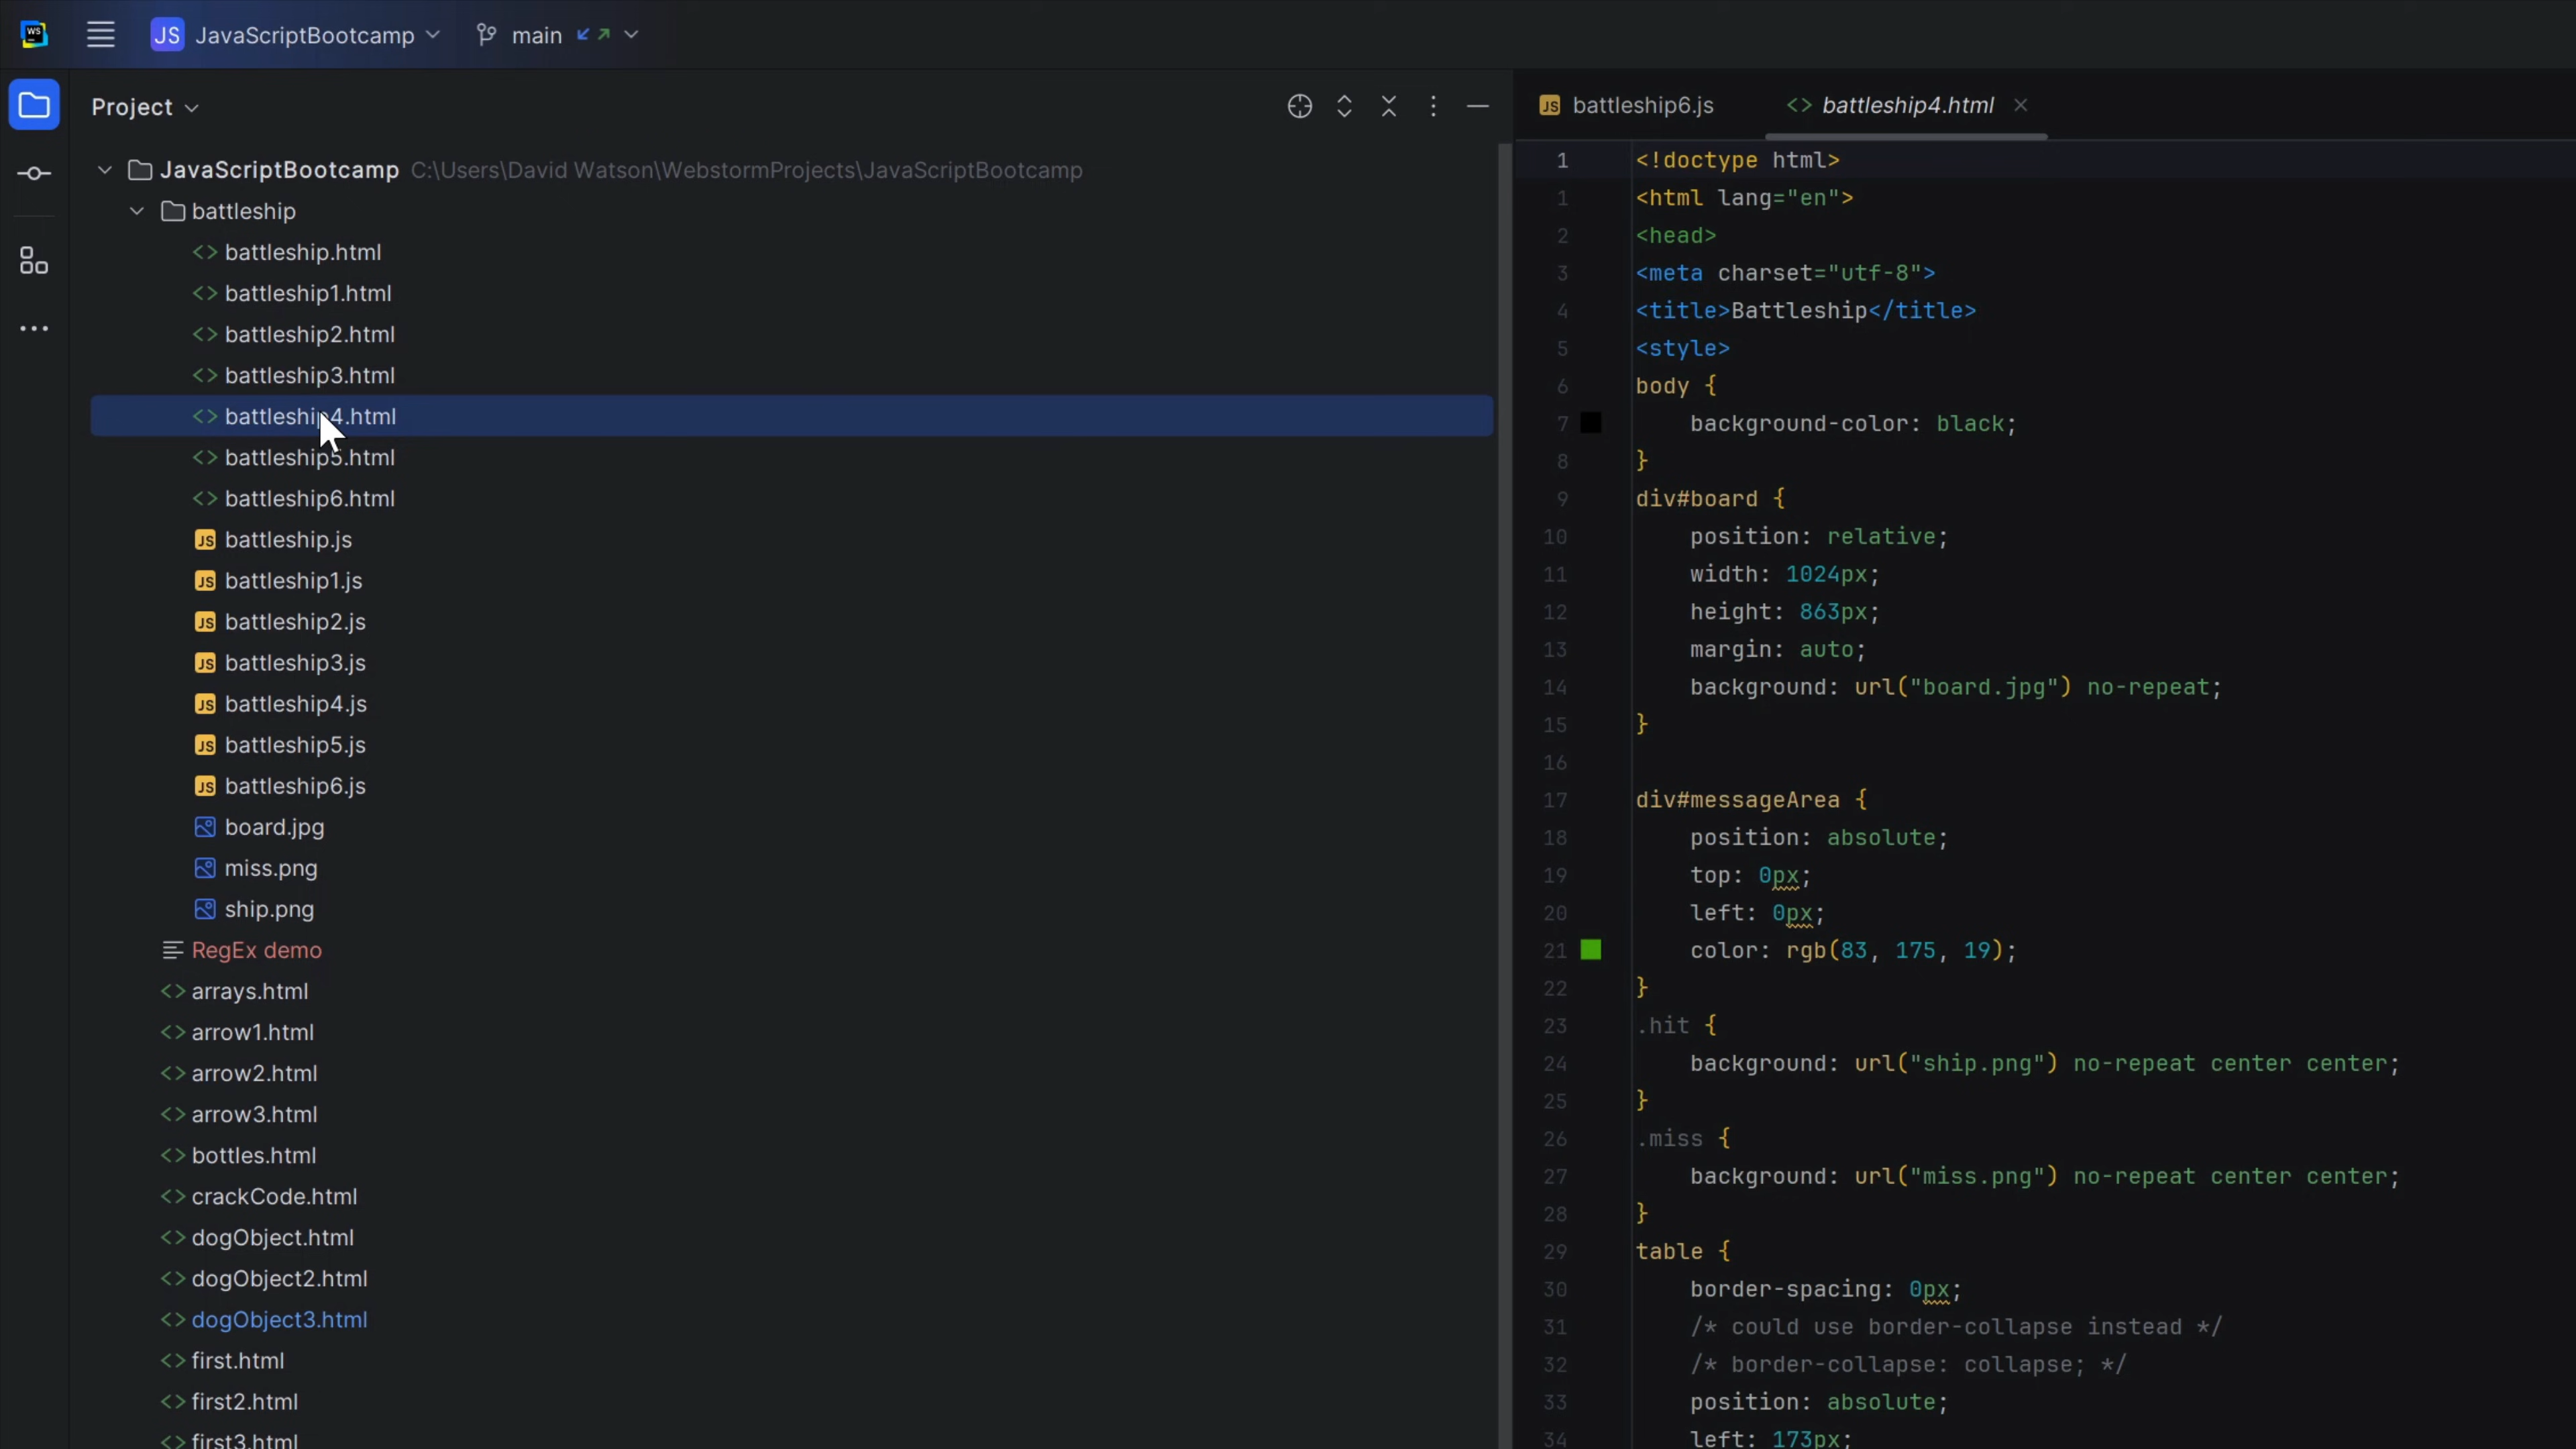 WS
JS JavaScriptBootcamp
main
Project
JavaScriptBootcamp C:\Users\David Watson\WebstormProjects\JavaScriptBootcamp
battleship
battleship.html
battleship1.html
battleship2.html
battleship3.html
battleship4.html
battleship5.html
battleship6.html
JS battleship.js
JS battleship1.js
JS battleship2.js
JS battleship3.js
JS battleship4.js
JS battleship5.js
JS battleship6.js
board.jpg
miss.png
ship.png
RegEx demo
arrays.html
arrow1.html
arrow2.html
arrow3.html
bottles.html
crackCode.html
dogObject.html
dogObject2.html
dogObject3.html
first.html
first2.html
first3.html
JS battleship6.js <> battleship4.html
1 <!doctype html>
1 <html lang="en">
2 <head>
3 <meta charset="utf-8">
4 <title>Battleship</title>
5 <style>
6 body {
7 background-color: black;
8 }
9 div#board {
10 position: relative;
11 width: 1024px;
12 height: 863px;
13 margin: auto;
14 background: url("board.jpg") no-repeat;
15 }
16
17 div#messageArea {
18 position: absolute;
19 top: 0px;
20 left: 0px;
21 color: rgb(83, 175, 19);
22 }
23 .hit {
24 background: url("ship.png") no-repeat center center;
25 }
26 .miss {
27 background: url("miss.png") no-repeat center center;
28 }
29 table {
30 border-spacing: 0px;
31 /* could use border-collapse instead */
32 /* border-collapse: collapse; */
33 position: absolute;
34 left: 173px;